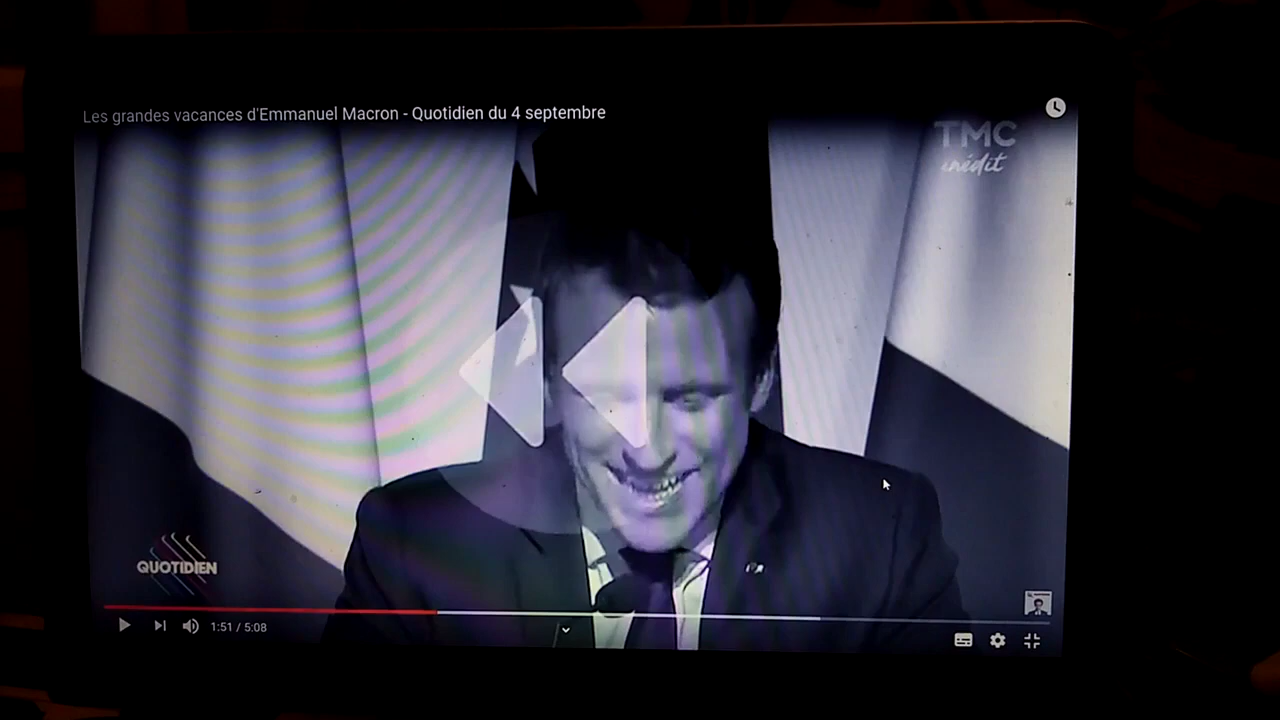 Les grandes vacances d'Emmanuel Macron - Quotidien du 4 septembre
TMC
inédit
QUOTIDIEN
1:51 / 5:08